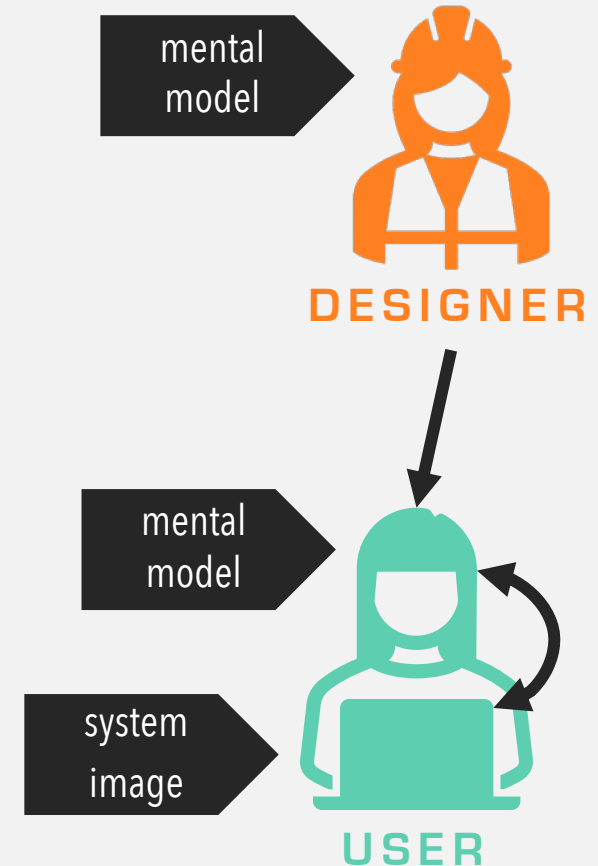 mental
model
DESIGNER
mental
model
system
image
USER